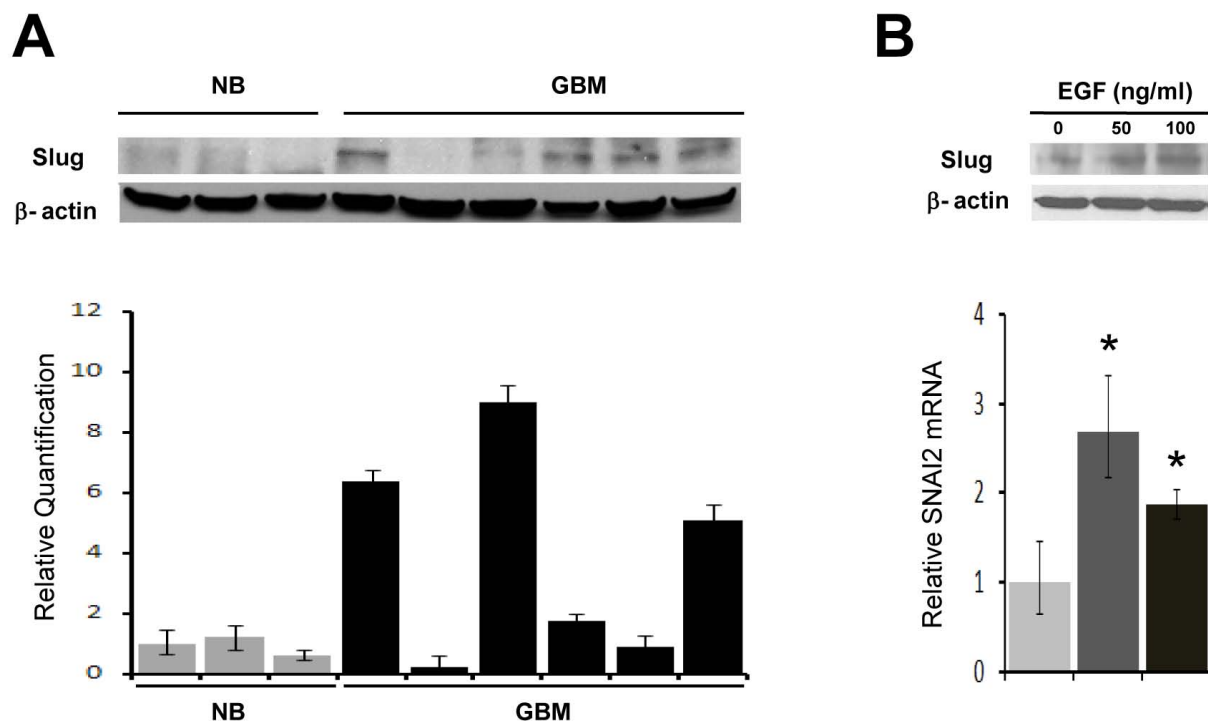 A
NB GBM
Slug
β- actin
12
10
8
6
4
2
0
Relative Quantification
NB GBM
B
EGF (ng/ml)
0 50 100
Slug
β- actin
4
3
2
1
0
Relative SNAI2 mRNA
* *